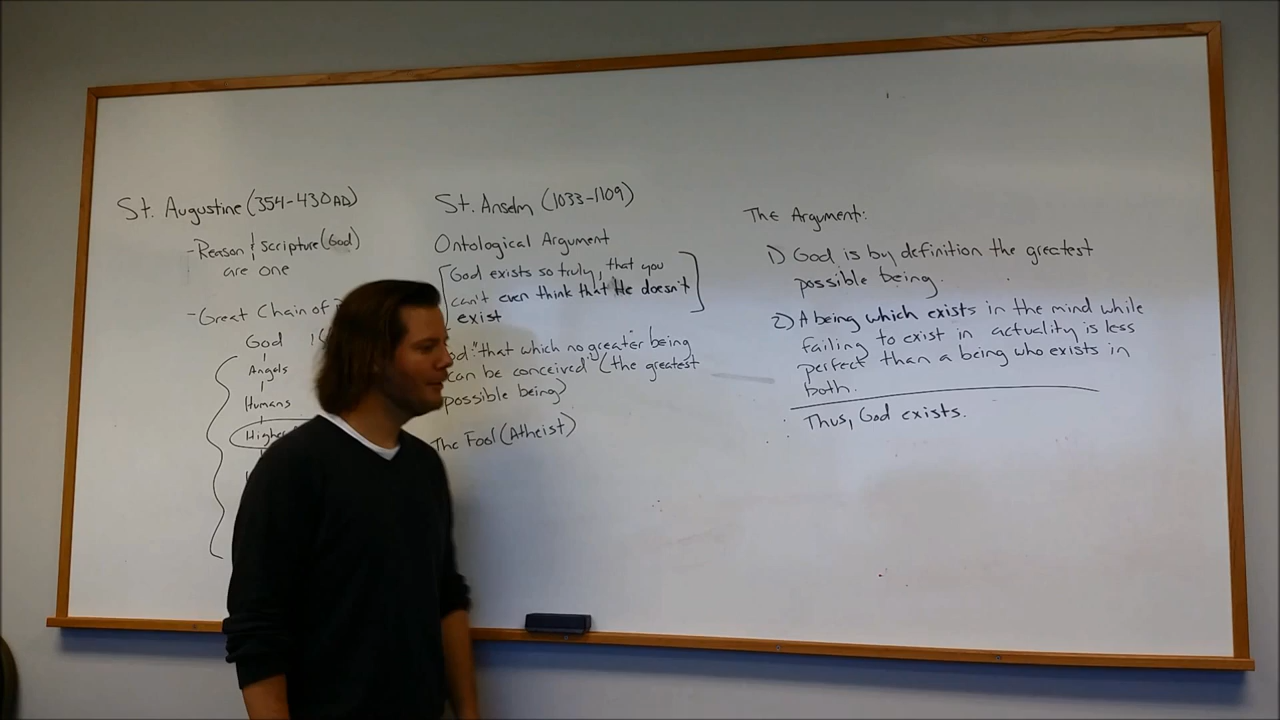 St. Augustine (354-430AD)
-Reason & Scripture (God)
are one
-Great Chain of
God
Angels
Humans
Higher
St. Anselm (1033-1109)
Ontological Argument
[God exists so truly, that you
can't even think that He doesn't]
exist
"that which no greater being
can be conceived" (the greatest
possible being)
The Fool (Atheist)
The Argument:
1) God is by definition the greatest
possible being.
2) A being which exists in the mind while
failing to exist in actuality is less
perfect than a being who exists in
both.
Thus, God exists.